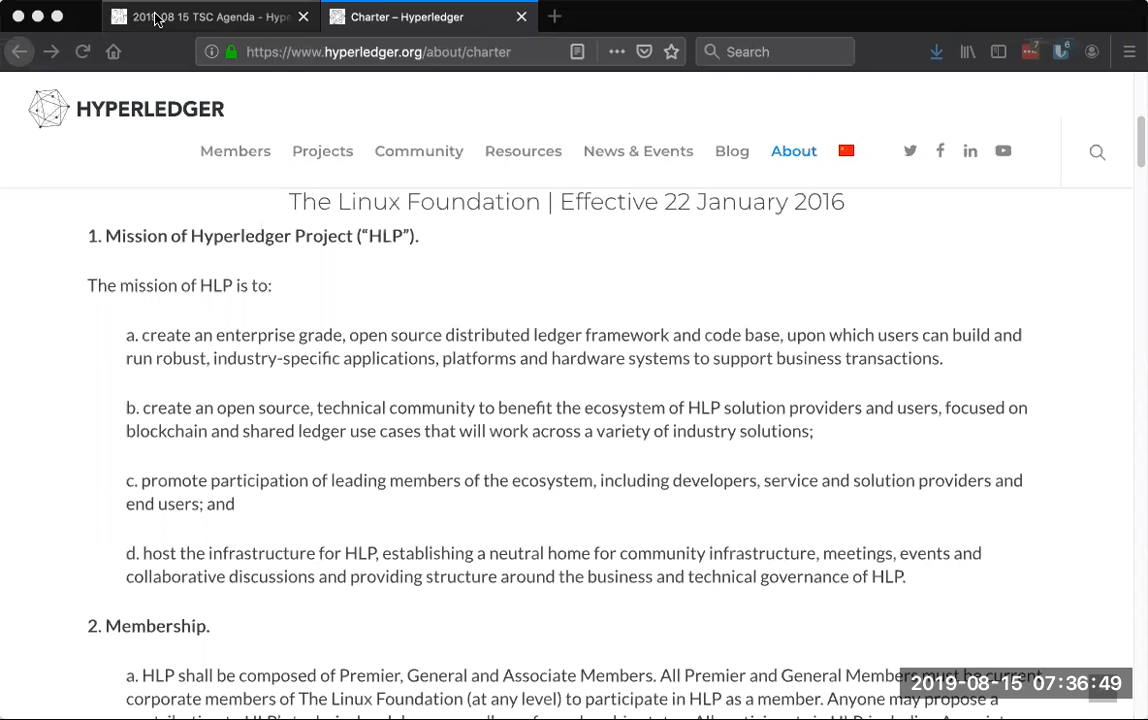 2019 08 15 TSC Agenda - Hype
Charter – Hyperledger
https://www.hyperledger.org/about/charter
Search
7
6
HYPERLEDGER
Members Projects Community Resources News & Events Blog About
The Linux Foundation | Effective 22 January 2016
1. Mission of Hyperledger Project (“HLP”).
The mission of HLP is to:
a. create an enterprise grade, open source distributed ledger framework and code base, upon which users can build and
run robust, industry-specific applications, platforms and hardware systems to support business transactions.
b. create an open source, technical community to benefit the ecosystem of HLP solution providers and users, focused on
blockchain and shared ledger use cases that will work across a variety of industry solutions;
c. promote participation of leading members of the ecosystem, including developers, service and solution providers and
end users; and
d. host the infrastructure for HLP, establishing a neutral home for community infrastructure, meetings, events and
collaborative discussions and providing structure around the business and technical governance of HLP.
2. Membership.
a. HLP shall be composed of Premier, General and Associate Members. All Premier and General Members must be current
corporate members of The Linux Foundation (at any level) to participate in HLP as a member. Anyone may propose a
2019-08-15 07:36:49